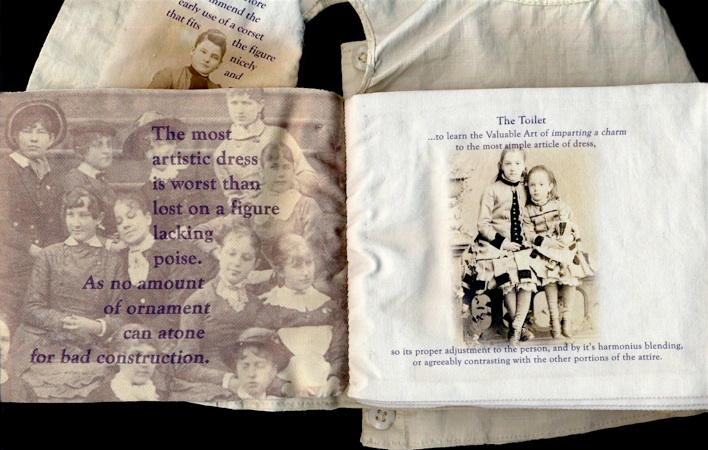 mmend the
early use of a corset
that fits
the figure
nicely
and
The most
artistic dress
is worst than
lost on a figure
lacking
poise.
As no amount
of ornament
can atone
for bad construction.
The Toilet
...to learn the Valuable Art of imparting a charm
to the most simple article of dress,
so its proper adjustment to the person, and by it's harmonius blending,
or agreeably contrasting with the other portions of the attire.